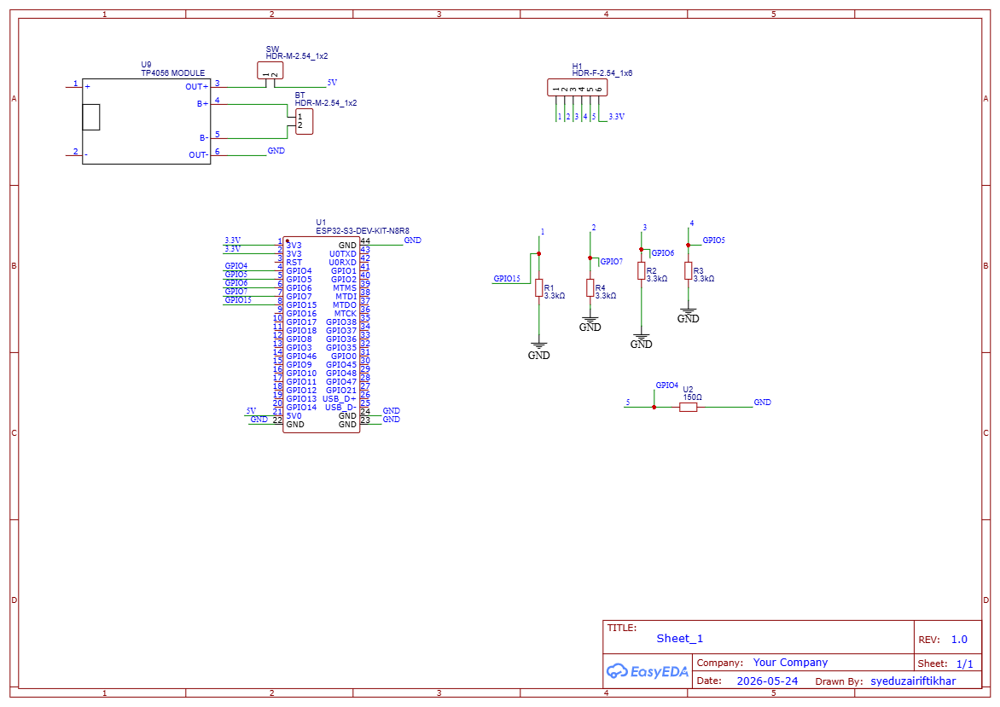 1 2 3 4 5
SW
HDR-M-2.54_1x2
1 2
5V
U9
TP4056 MODULE
1 +
OUT+ 3
B+ 4
B- 5
2 -
OUT- 6
GND
BT
HDR-M-2.54_1x2
1
2
H1
HDR-F-2.54_1x6
1 2 3 4 5 6
1 2 3 4 5 3.3V
A A
U1
ESP32-S3-DEV-KIT-N8R8
3.3V 1 3V3 GND 44 GND
3.3V 2 3V3 U0TXD 43
3 RST U0RXD 42
GPIO4 4 GPIO4 GPIO1 41
GPIO5 5 GPIO5 GPIO2 40
GPIO6 6 GPIO6 MTMS 39
GPIO7 7 GPIO7 MTDI 38
GPIO15 8 GPIO15 MTDO 37
9 GPIO16 MTCK 36
10 GPIO17 GPIO38 35
11 GPIO18 GPIO37 34
12 GPIO8 GPIO36 33
13 GPIO3 GPIO35 32
14 GPIO46 GPIO0 31
15 GPIO9 GPIO45 30
16 GPIO10 GPIO48 29
17 GPIO11 GPIO47 28
18 GPIO12 GPIO21 27
19 GPIO13 USB_D+ 26
20 GPIO14 USB_D- 25
5V 21 5V0 GND 24 GND
GND 22 GND GND 23 GND
B B
1
GPIO15
R1
3.3kΩ
GND
2
GPIO7
R4
3.3kΩ
GND
3
GPIO6
R2
3.3kΩ
GND
4
GPIO5
R3
3.3kΩ
GND
5
GPIO4
U2
150Ω
GND
C C
D D
TITLE:
Sheet_1
REV: 1.0
EasyEDA
Company: Your Company
Sheet: 1/1
Date: 2026-05-24 Drawn By: syeduzairiftikhar
1 2 3 4 5